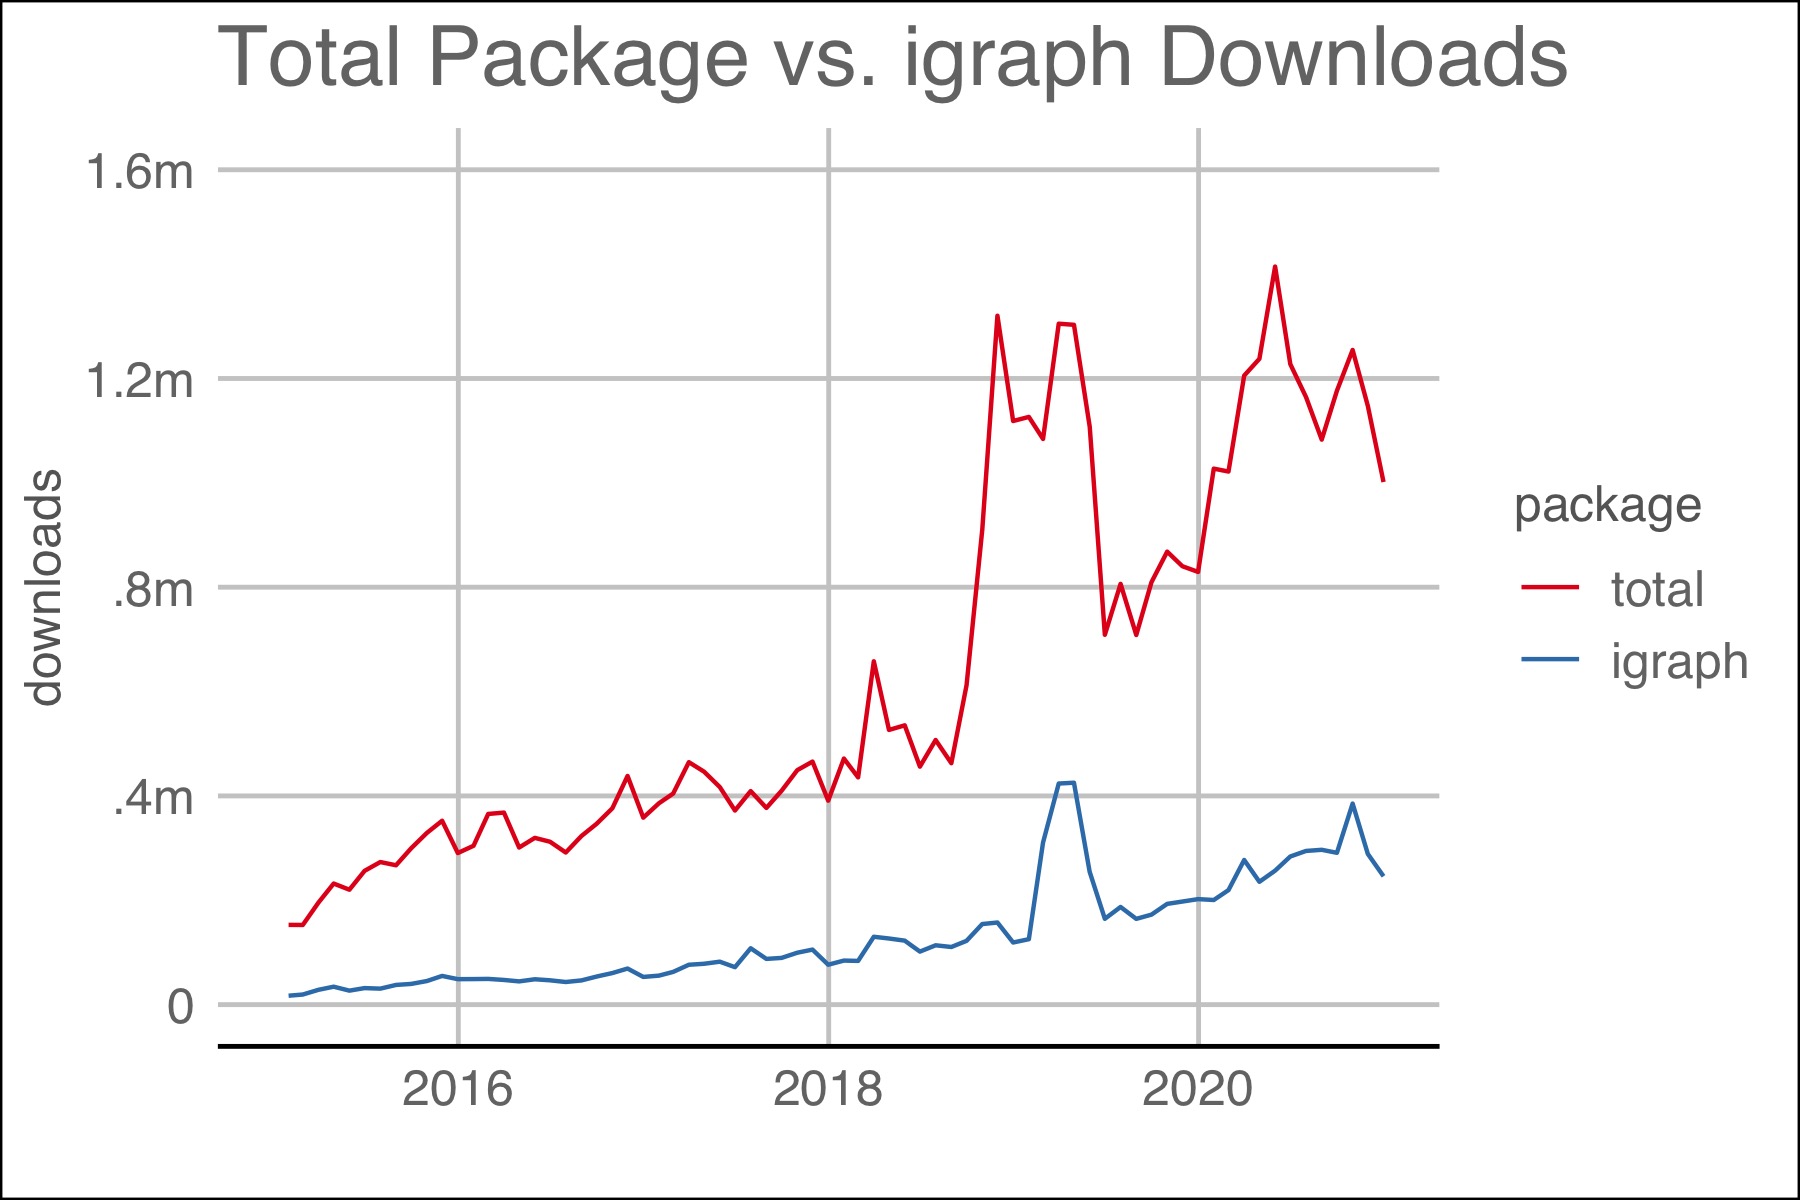 Total Package vs. igraph Downloads
1.6m
1.2m
.8m
.4m
0
downloads
2016
2018
2020
package
total
igraph